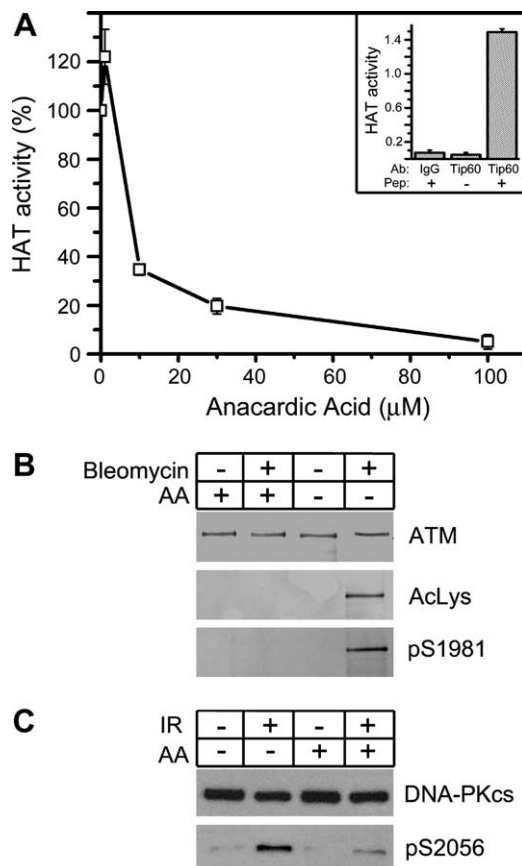 A
HAT activity (%)
120
100
80
60
40
20
0
0 20 40 60 80 100
Anacardic Acid (μM)
HAT activity
1.4
1.0
0.6
0.2
Ab: IgG Tip60 Tip60
Pep: + - +
B
Bleomycin - + - +
AA + + - -
ATM
AcLys
pS1981
C
IR - + - +
AA - - + +
DNA-PKcs
pS2056